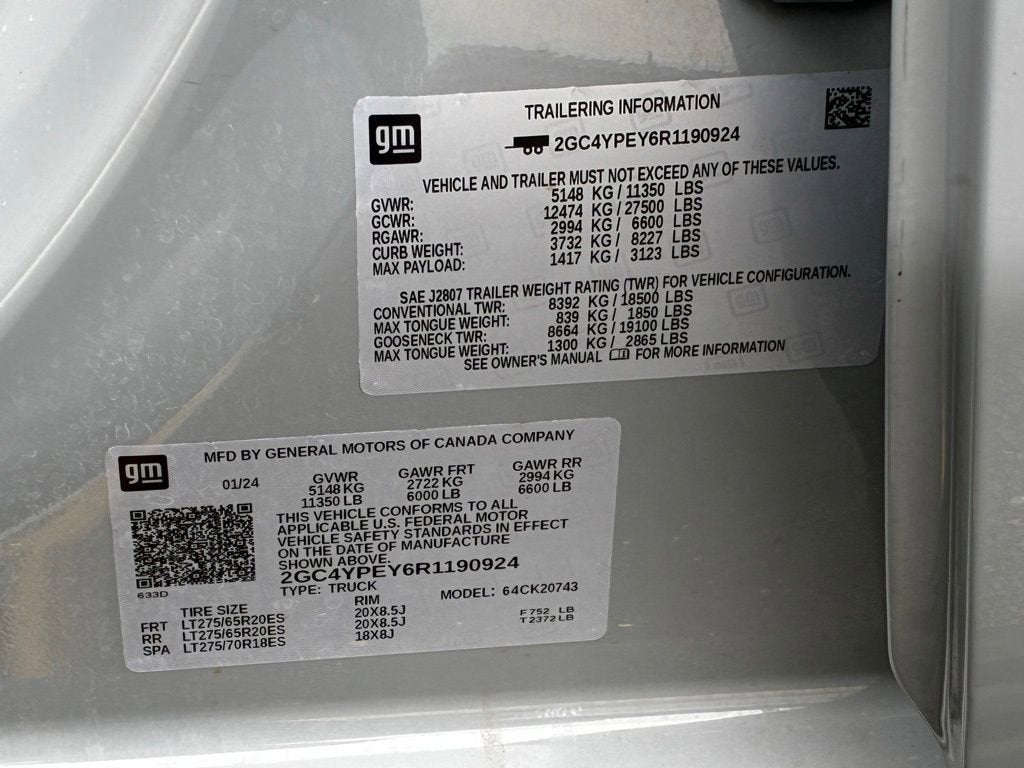 gm
TRAILERING INFORMATION
2GC4YPEY6R1190924
VEHICLE AND TRAILER MUST NOT EXCEED ANY OF THESE VALUES.
GVWR: 5148 KG / 11350 LBS
GCWR: 12474 KG / 27500 LBS
RGAWR: 2994 KG / 6600 LBS
CURB WEIGHT: 3732 KG / 8227 LBS
MAX PAYLOAD: 1417 KG / 3123 LBS
SAE J2807 TRAILER WEIGHT RATING (TWR) FOR VEHICLE CONFIGURATION.
CONVENTIONAL TWR: 8392 KG / 18500 LBS
MAX TONGUE WEIGHT: 839 KG / 1850 LBS
GOOSENECK TWR: 8664 KG / 19100 LBS
MAX TONGUE WEIGHT: 1300 KG / 2865 LBS
SEE OWNER'S MANUAL FOR MORE INFORMATION
gm
MFD BY GENERAL MOTORS OF CANADA COMPANY
01/24 GVWR GAWR FRT GAWR RR
5148 KG 2722 KG 2994 KG
11350 LB 6000 LB 6600 LB
THIS VEHICLE CONFORMS TO ALL
APPLICABLE U.S. FEDERAL MOTOR
VEHICLE SAFETY STANDARDS IN EFFECT
ON THE DATE OF MANUFACTURE
SHOWN ABOVE.
2GC4YPEY6R1190924
633D TYPE: TRUCK MODEL: 64CK20743
TIRE SIZE RIM
FRT LT275/65R20ES 20X8.5J F 752 LB
RR LT275/65R20ES 20X8.5J T 2372 LB
SPA LT275/70R18ES 18X8J